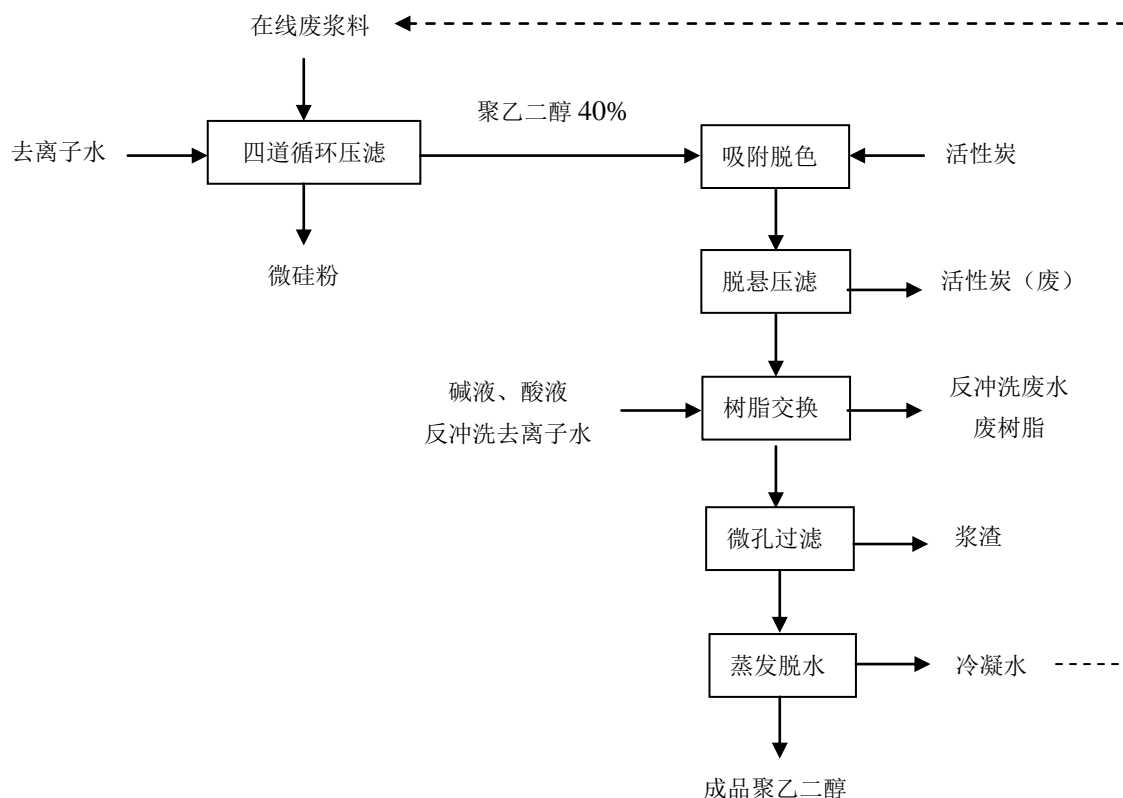 在线废浆料
聚乙二醇 40%
去离子水
四道循环压滤
吸附脱色
活性炭
微硅粉
脱悬压滤
活性炭（废）
碱液、酸液
反冲洗去离子水
树脂交换
反冲洗废水
废树脂
微孔过滤
浆渣
蒸发脱水
冷凝水
成品聚乙二醇